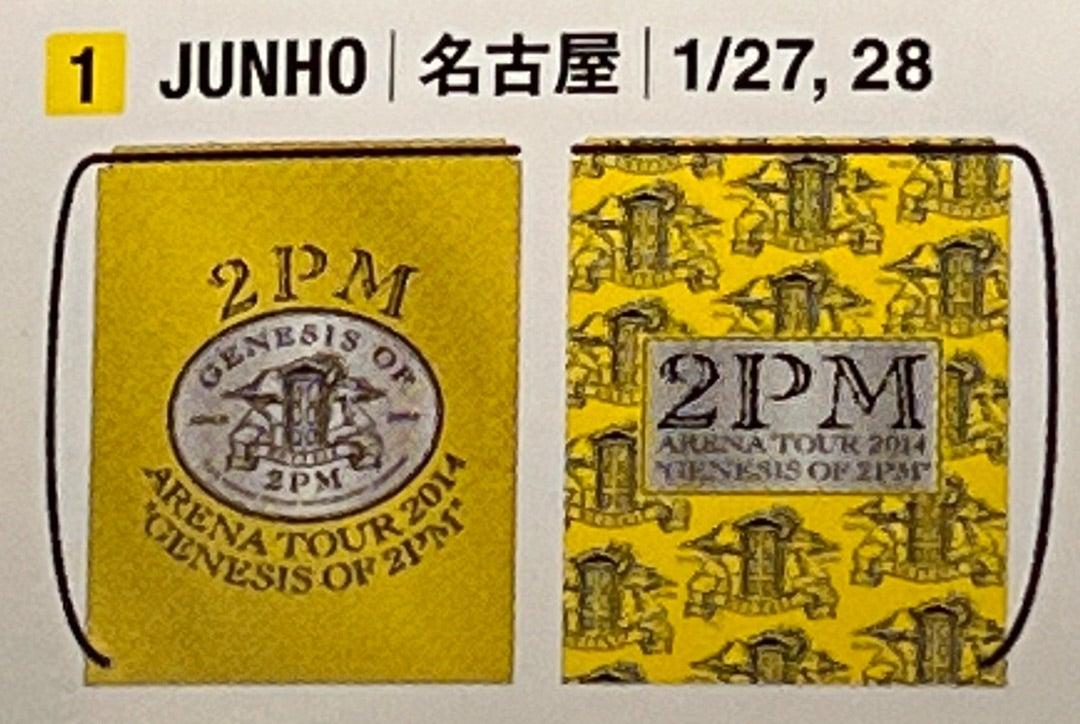 1 JUNHO | 名古屋 | 1/27, 28
2PM
GENESIS OF
2PM
ARENA TOUR 2014
"GENESIS OF 2PM"
2PM
ARENA TOUR 2014
"GENESIS OF 2PM"